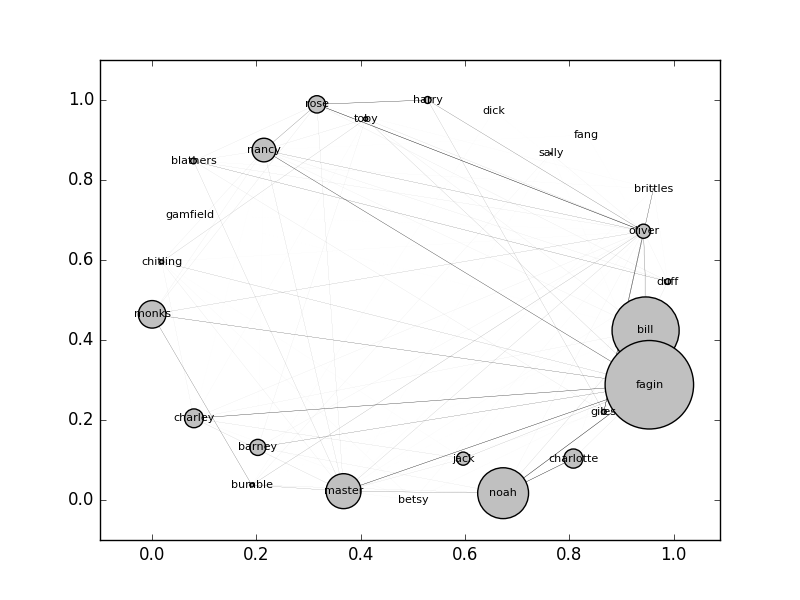 1.0
0.8
0.6
0.4
0.2
0.0
0.0
0.2
0.4
0.6
0.8
1.0
rose
harry
toby
dick
fang
nancy
sally
blathers
brittles
gamfield
oliver
chitling
duff
monks
bill
fagin
charley
giles
barney
jack
charlotte
bumble
master
noah
betsy